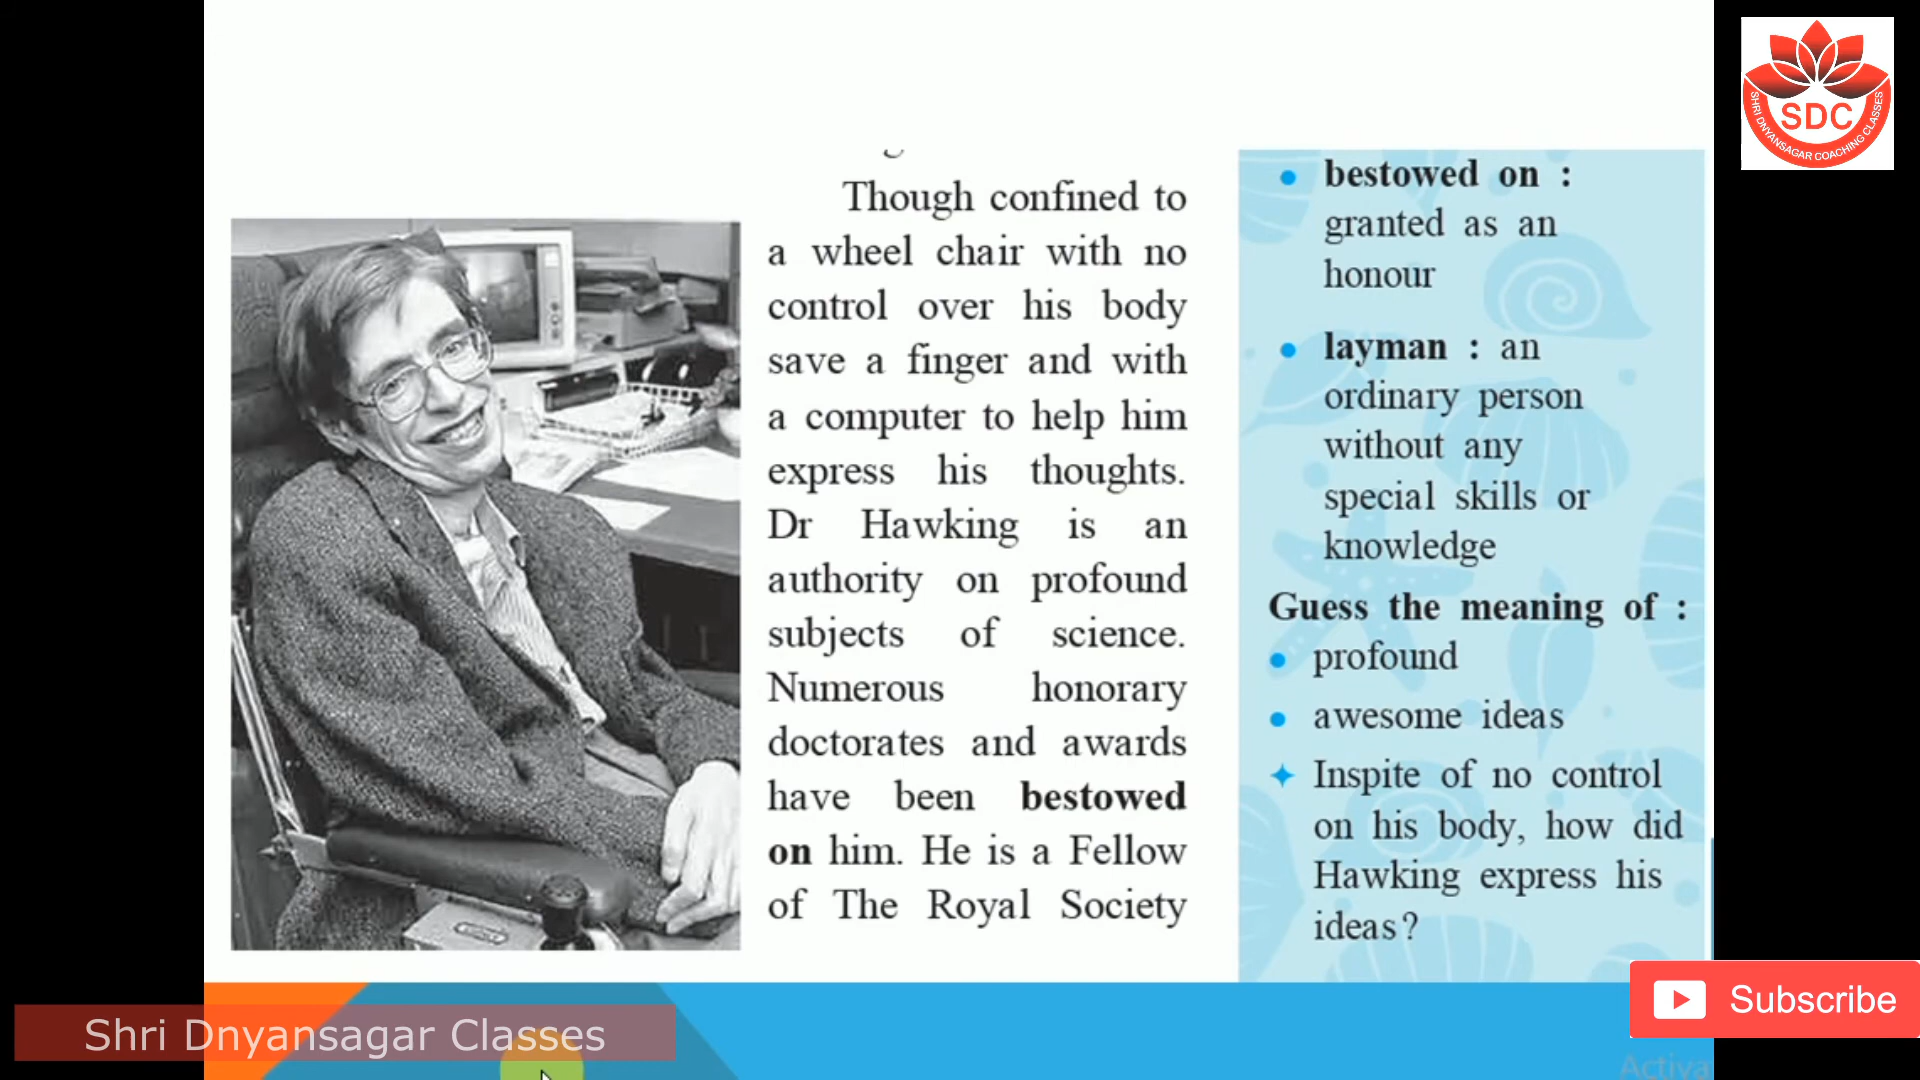 Though confined to
a wheel chair with no
control over his body
save a finger and with
a computer to help him
express his thoughts.
Dr Hawking is an
authority on profound
subjects of science.
Numerous honorary
doctorates and awards
have been bestowed
on him. He is a Fellow
of The Royal Society
bestowed on :
granted as an
honour
layman : an
ordinary person
without any
special skills or
knowledge
Guess the meaning of :
profound
awesome ideas
Inspite of no control
on his body, how did
Hawking express his
ideas?
SDC
SHRI DNYANSAGAR COACHING CLASSES
Shri Dnyansagar Classes
Subscribe
Activa